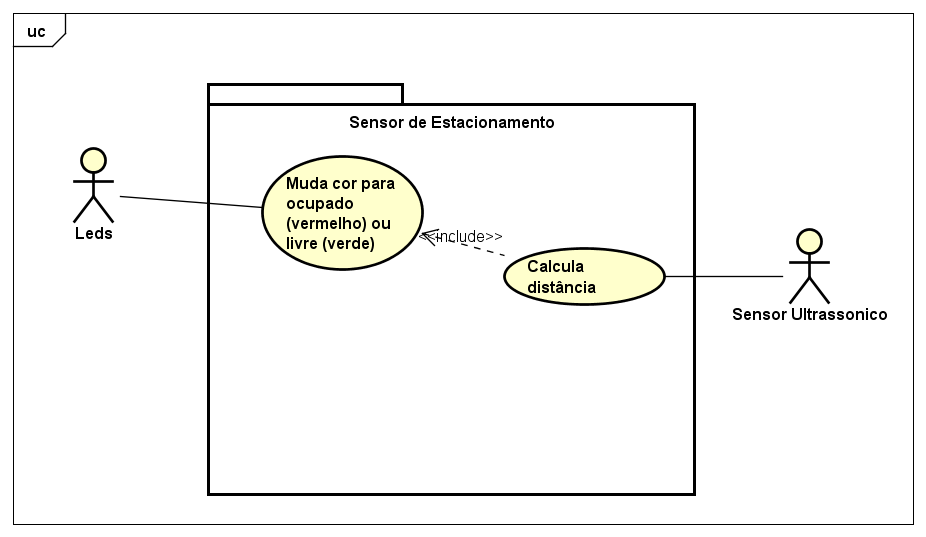 uc
Sensor de Estacionamento
Muda cor para
ocupado
(vermelho) ou
livre (verde)
Leds
<<include>>
Calcula
distância
Sensor Ultrassonico